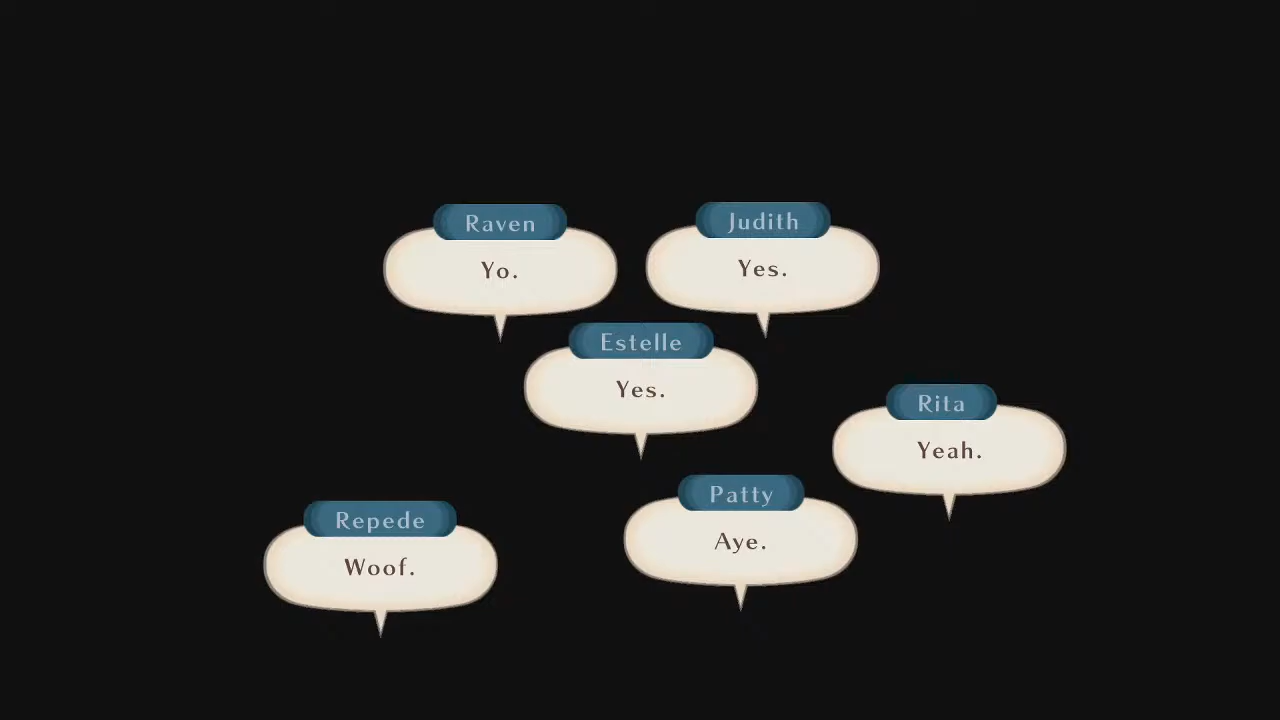 Raven
Yo.
Judith
Yes.
Estelle
Yes.
Rita
Yeah.
Patty
Aye.
Repede
Woof.